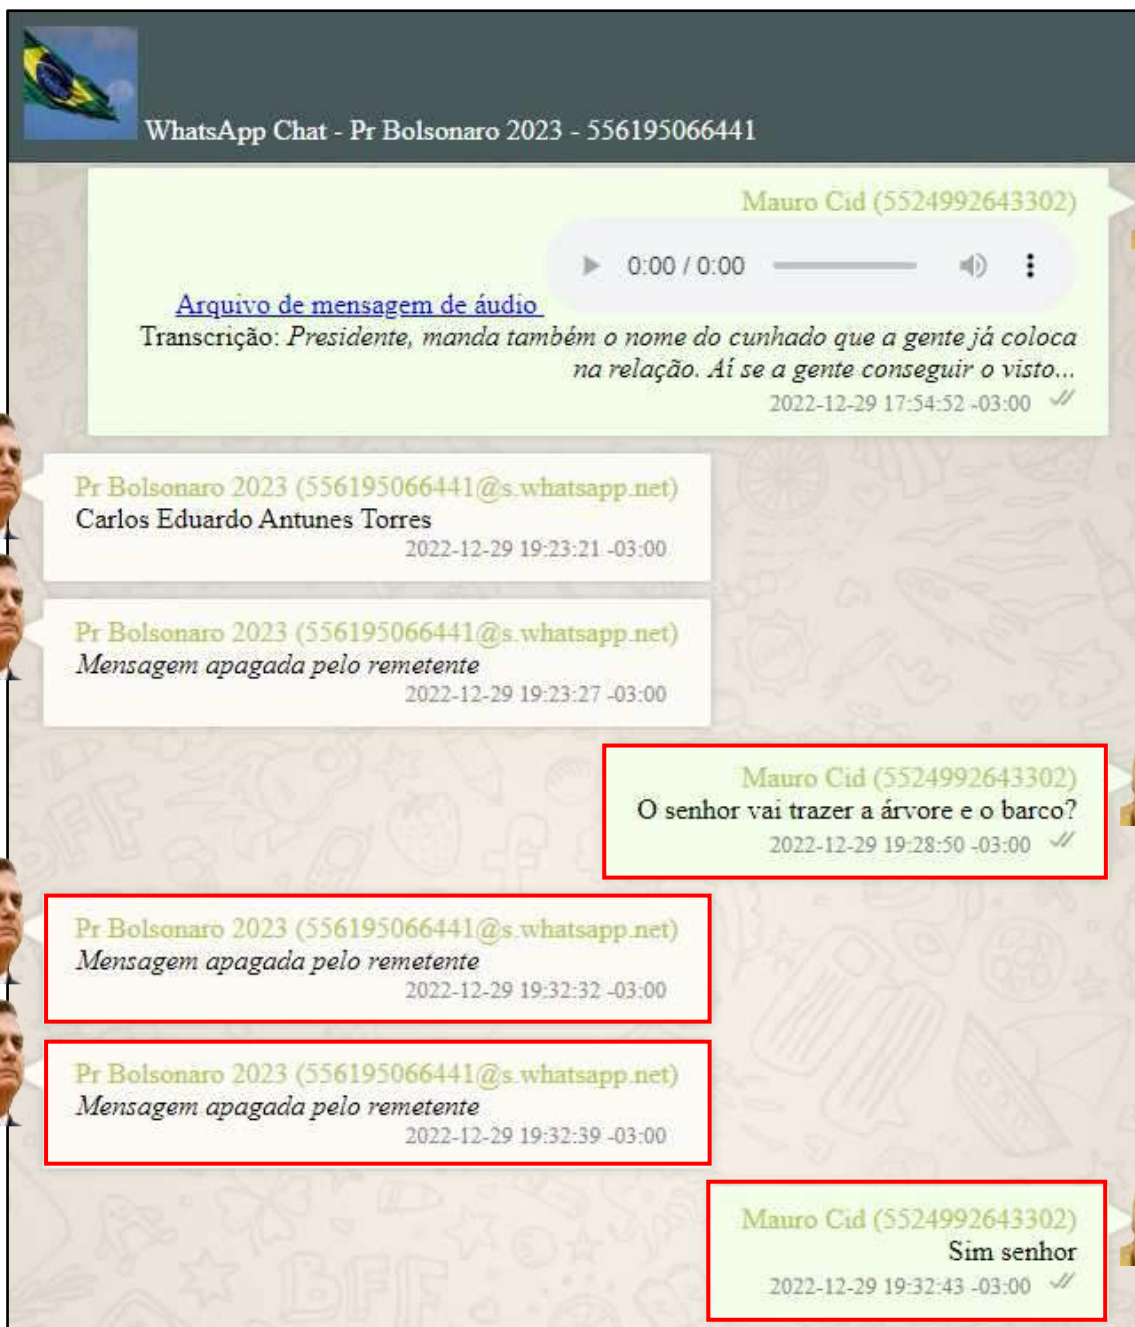 WhatsApp Chat - Pr Bolsonaro 2023 - 556195066441
Mauro Cid (5524992643302)
0:00 / 0:00
Arquivo de mensagem de áudio
Transcrição: Presidente, manda também o nome do cunhado que a gente já coloca
na relação. Aí se a gente conseguir o visto...
2022-12-29 17:54:52 -03:00
Pr Bolsonaro 2023 (556195066441@s.whatsapp.net)
Carlos Eduardo Antunes Torres
2022-12-29 19:23:21 -03:00
Pr Bolsonaro 2023 (556195066441@s.whatsapp.net)
Mensagem apagada pelo remetente
2022-12-29 19:23:27 -03:00
Mauro Cid (5524992643302)
O senhor vai trazer a árvore e o barco?
2022-12-29 19:28:50 -03:00
Pr Bolsonaro 2023 (556195066441@s.whatsapp.net)
Mensagem apagada pelo remetente
2022-12-29 19:32:32 -03:00
Pr Bolsonaro 2023 (556195066441@s.whatsapp.net)
Mensagem apagada pelo remetente
2022-12-29 19:32:39 -03:00
Mauro Cid (5524992643302)
Sim senhor
2022-12-29 19:32:43 -03:00